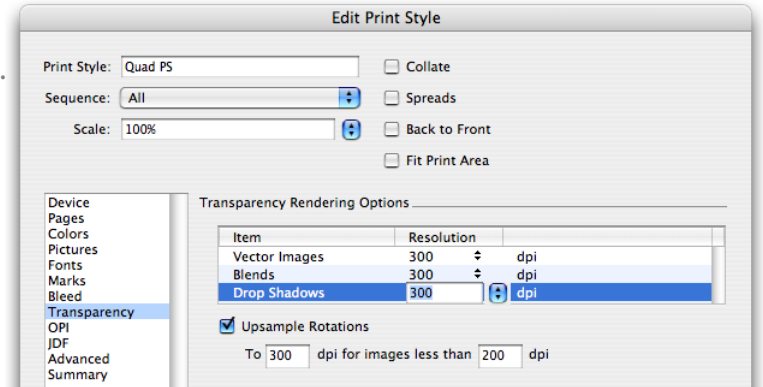 Edit Print Style
Print Style: Quad PS
Collate
Sequence: All
Spreads
Scale: 100%
Back to Front
Fit Print Area
Device
Pages
Colors
Pictures
Fonts
Marks
Bleed
Transparency
OPI
JDF
Advanced
Summary
Transparency Rendering Options
Item Resolution
Vector Images 300 dpi
Blends 300 dpi
Drop Shadows 300 dpi
Upsample Rotations
To 300 dpi for images less than 200 dpi